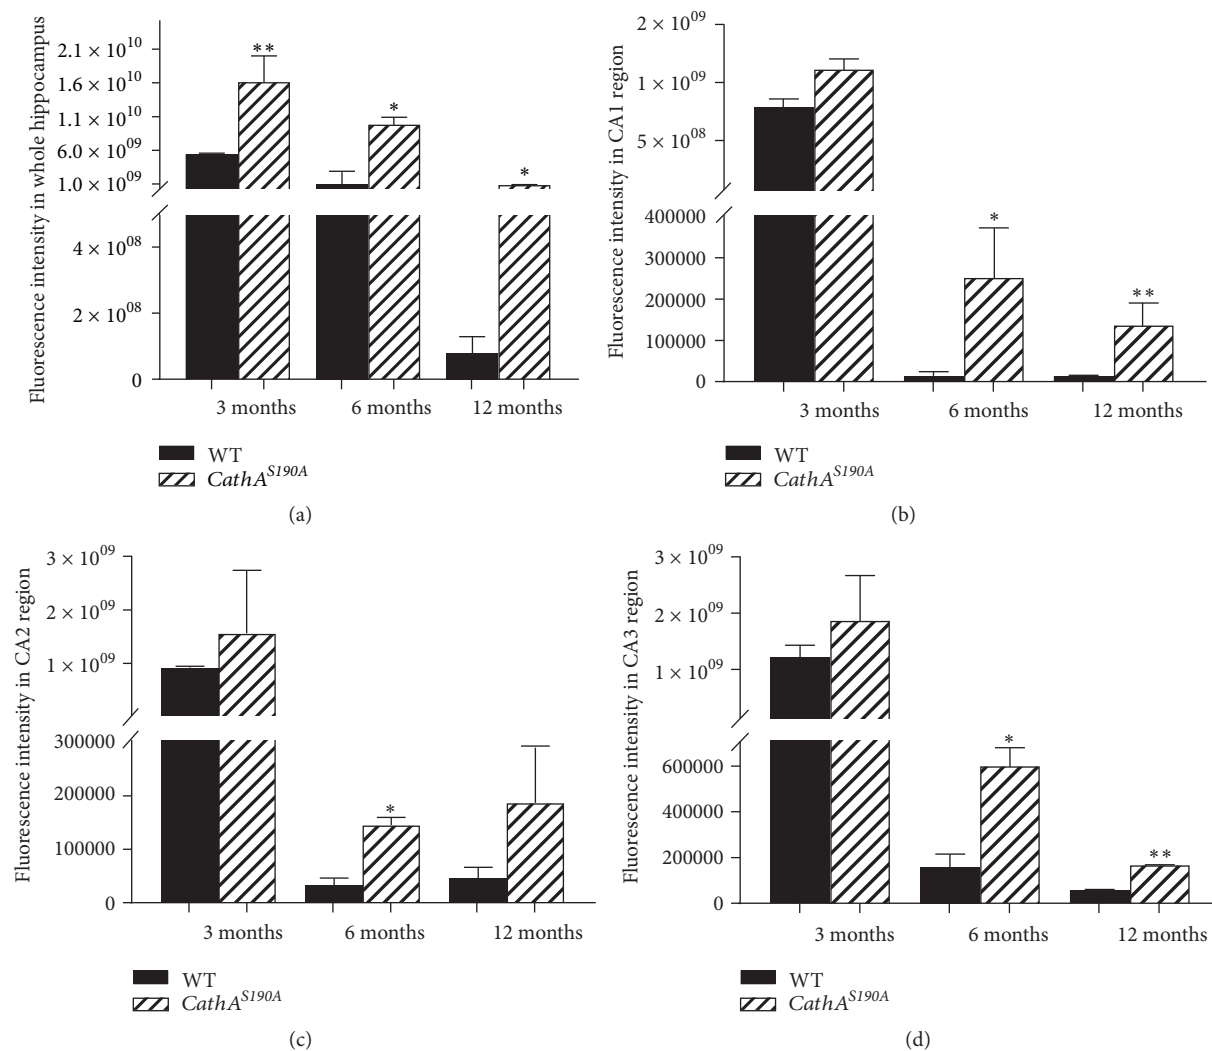 Fluorescence intensity in whole hippocampus
2.1 × 10^10
1.6 × 10^10
1.1 × 10^10
6.0 × 10^09
1.0 × 10^09
4 × 10^08
2 × 10^08
0
**
*
*
3 months
6 months
12 months
WT
CathA^S190A
(a)
Fluorescence intensity in CA1 region
2 × 10^09
1 × 10^09
5 × 10^08
400000
300000
200000
100000
0
*
**
3 months
6 months
12 months
WT
CathA^S190A
(b)
Fluorescence intensity in CA2 region
3 × 10^09
2 × 10^09
1 × 10^09
300000
200000
100000
0
*
3 months
6 months
12 months
WT
CathA^S190A
(c)
Fluorescence intensity in CA3 region
3 × 10^09
2 × 10^09
1 × 10^09
600000
400000
200000
0
*
**
3 months
6 months
12 months
WT
CathA^S190A
(d)